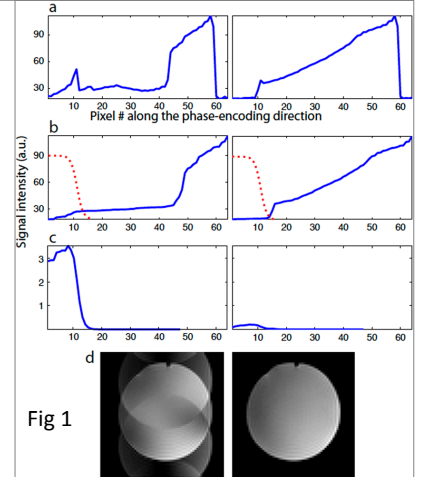 a
90
60
30
10 20 30 40 50 60
10 20 30 40 50 60
Pixel # along the phase-encoding direction
Signal intensity (a.u.)
b
90
60
30
10 20 30 40 50 60
10 20 30 40 50 60
c
3
2
1
10 20 30 40 50 60
10 20 30 40 50 60
d
Fig 1